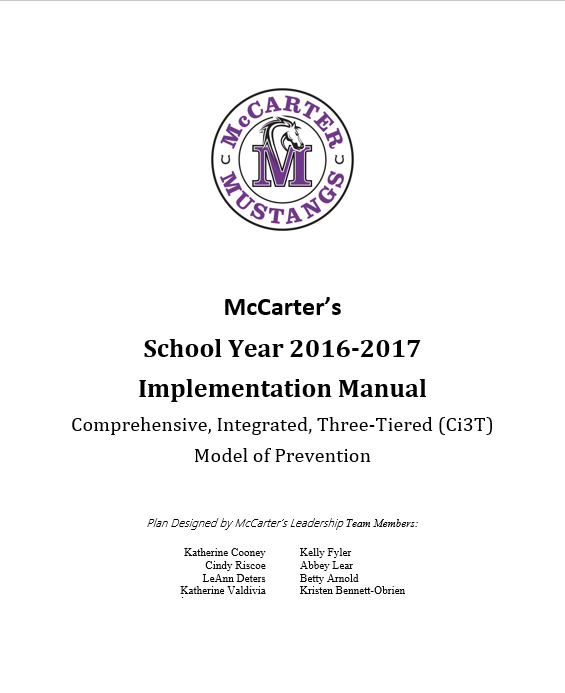 McCARTER
M
MUSTANGS
McCarter's
School Year 2016-2017
Implementation Manual
Comprehensive, Integrated, Three-Tiered (Ci3T)
Model of Prevention
Plan Designed by McCarter's Leadership Team Members:
Katherine Cooney Kelly Fyler
Cindy Riscoe Abbey Lear
LeAnn Deters Betty Arnold
Katherine Valdivia Kristen Bennett-Obrien